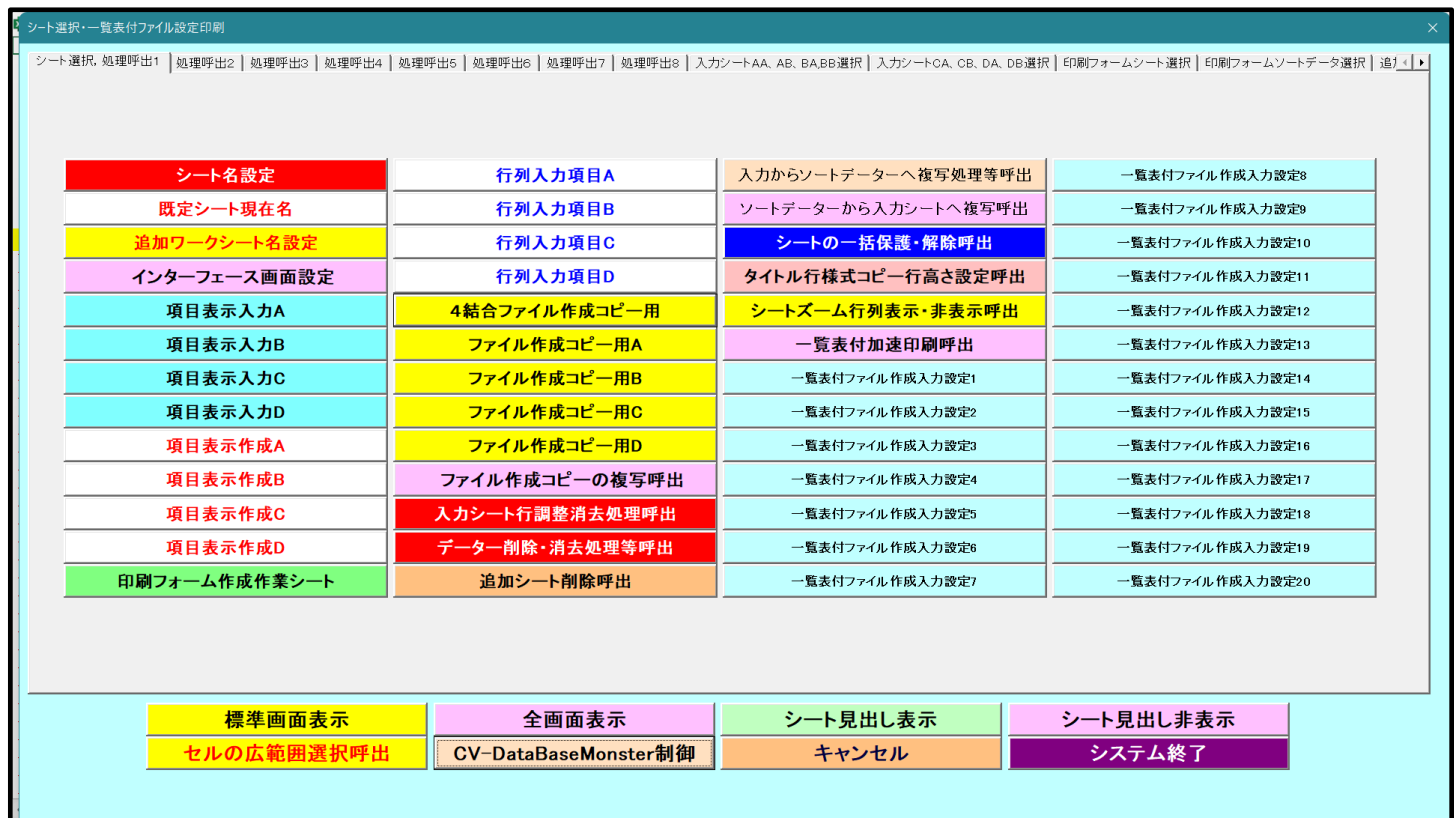 シート選択・一覧表付ファイル設定印刷
シート選択, 処理呼出1 処理呼出2 処理呼出3 処理呼出4 処理呼出5 処理呼出6 処理呼出7 処理呼出8 入力シートAA、AB、BA,BB選択 入力シートCA、CB、DA、DB選択 印刷フォームシート選択 印刷フォームソートデータ選択
シート名設定 行列入力項目A 入力からソートデーターへ複写処理等呼出 一覧表付ファイル作成入力設定8
既定シート現在名 行列入力項目B ソートデーターから入力シートへ複写呼出 一覧表付ファイル作成入力設定9
追加ワークシート名設定 行列入力項目C シートの一括保護・解除呼出 一覧表付ファイル作成入力設定10
インターフェース画面設定 行列入力項目D タイトル行様式コピー行高さ設定呼出 一覧表付ファイル作成入力設定11
項目表示入力A 4結合ファイル作成コピー用 シートズーム行列表示・非表示呼出 一覧表付ファイル作成入力設定12
項目表示入力B ファイル作成コピー用A 一覧表付加速印刷呼出 一覧表付ファイル作成入力設定13
項目表示入力C ファイル作成コピー用B 一覧表付ファイル作成入力設定1 一覧表付ファイル作成入力設定14
項目表示入力D ファイル作成コピー用C 一覧表付ファイル作成入力設定2 一覧表付ファイル作成入力設定15
項目表示作成A ファイル作成コピー用D 一覧表付ファイル作成入力設定3 一覧表付ファイル作成入力設定16
項目表示作成B ファイル作成コピーの複写呼出 一覧表付ファイル作成入力設定4 一覧表付ファイル作成入力設定17
項目表示作成C 入力シート行調整消去処理呼出 一覧表付ファイル作成入力設定5 一覧表付ファイル作成入力設定18
項目表示作成D データー削除・消去処理等呼出 一覧表付ファイル作成入力設定6 一覧表付ファイル作成入力設定19
印刷フォーム作成作業シート 追加シート削除呼出 一覧表付ファイル作成入力設定7 一覧表付ファイル作成入力設定20
標準画面表示 全画面表示 シート見出し表示 シート見出し非表示
セルの広範囲選択呼出 CV-DataBaseMonster制御 キャンセル システム終了